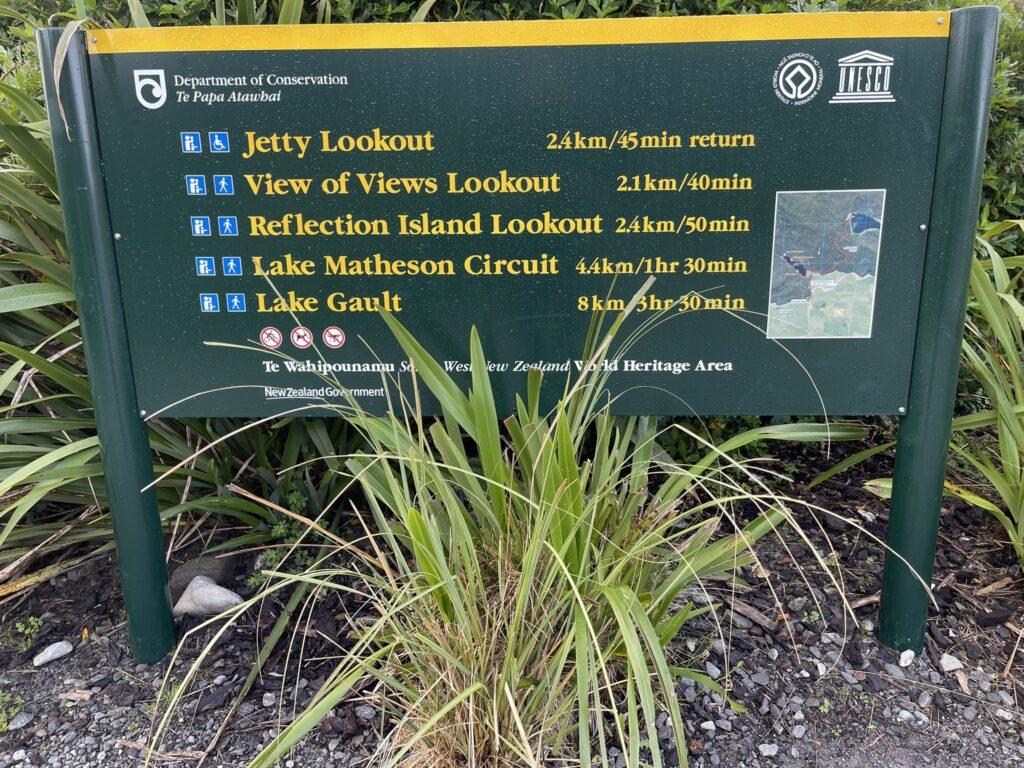 Department of Conservation
Te Papa Atawhai
UNESCO
Jetty Lookout 2.4km/45min return
View of Views Lookout 2.1km/40min
Reflection Island Lookout 2.4km/50min
Lake Matheson Circuit 4.4km/1hr 30min
Lake Gault 8km 3hr 30min
Te Wahipounamu West New Zealand World Heritage Area
New Zealand Government